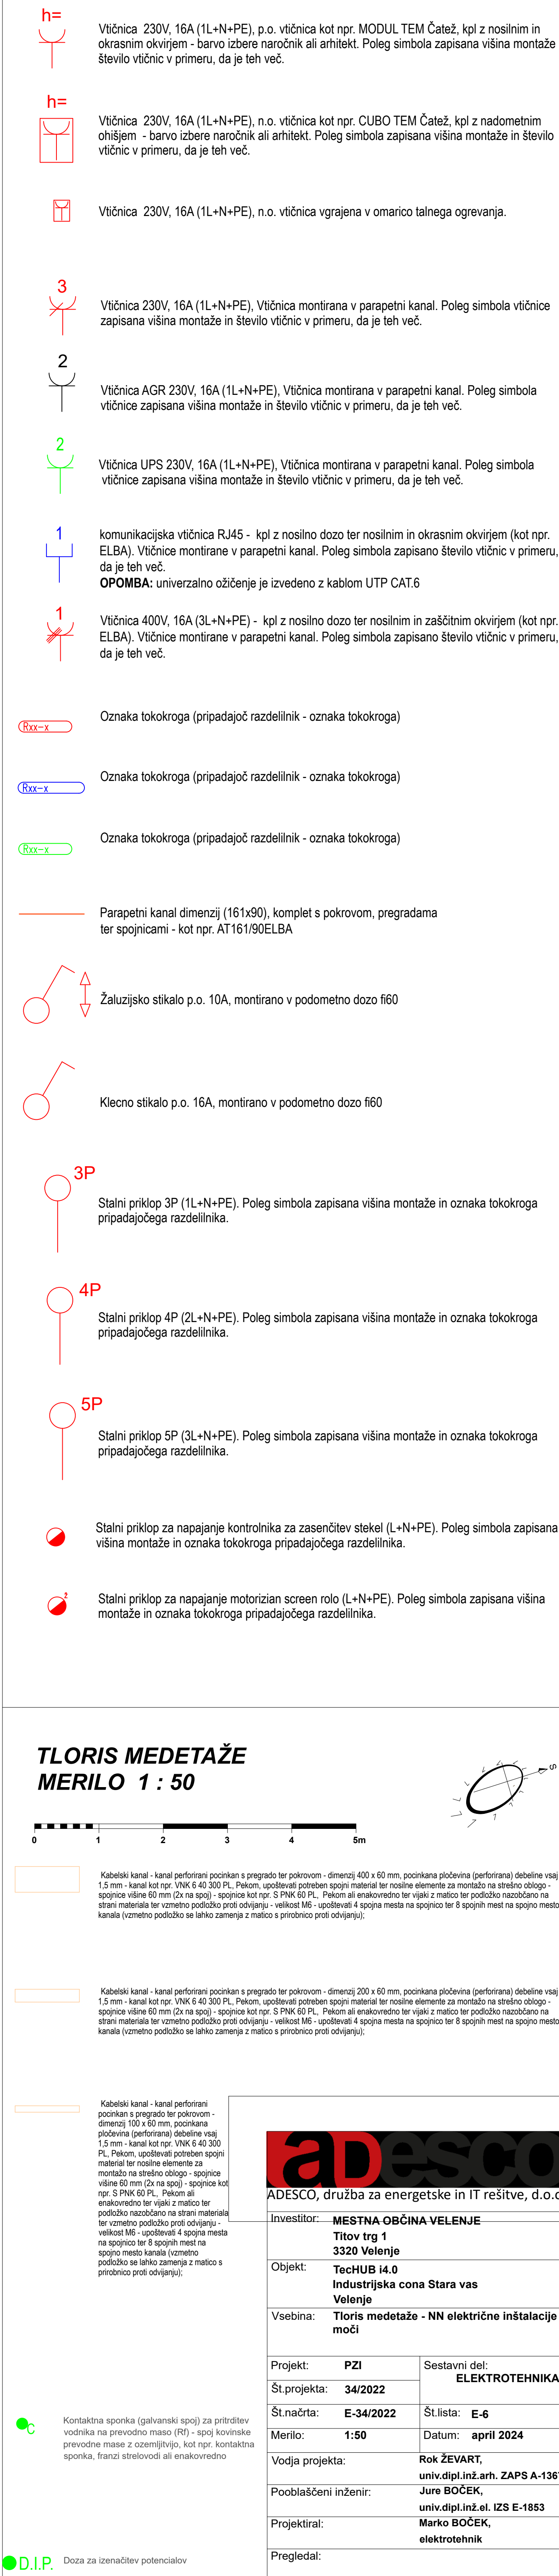 h=
Vtičnica 230V, 16A (1L+N+PE), p.o. vtičnica kot npr. MODUL TEM Čatež, kpl z nosilnim in
okrasnim okvirjem - barvo izbere naročnik ali arhitekt. Poleg simbola zapisana višina montaže
število vtičnic v primeru, da je teh več.
h=
Vtičnica 230V, 16A (1L+N+PE), n.o. vtičnica kot npr. CUBO TEM Čatež, kpl z nadometnim
ohišjem - barvo izbere naročnik ali arhitekt. Poleg simbola zapisana višina montaže in število
vtičnic v primeru, da je teh več.
Vtičnica 230V, 16A (1L+N+PE), n.o. vtičnica vgrajena v omarico talnega ogrevanja.
3
Vtičnica 230V, 16A (1L+N+PE), Vtičnica montirana v parapetni kanal. Poleg simbola vtičnice
zapisana višina montaže in število vtičnic v primeru, da je teh več.
2
Vtičnica AGR 230V, 16A (1L+N+PE), Vtičnica montirana v parapetni kanal. Poleg simbola
vtičnice zapisana višina montaže in število vtičnic v primeru, da je teh več.
2
Vtičnica UPS 230V, 16A (1L+N+PE), Vtičnica montirana v parapetni kanal. Poleg simbola
vtičnice zapisana višina montaže in število vtičnic v primeru, da je teh več.
1
komunikacijska vtičnica RJ45 - kpl z nosilno dozo ter nosilnim in okrasnim okvirjem (kot npr.
ELBA). Vtičnice montirane v parapetni kanal. Poleg simbola zapisano število vtičnic v primeru,
da je teh več.
OPOMBA: univerzalno ožičenje je izvedeno z kablom UTP CAT.6
1
Vtičnica 400V, 16A (3L+N+PE) - kpl z nosilno dozo ter nosilnim in zaščitnim okvirjem (kot npr.
ELBA). Vtičnice montirane v parapetni kanal. Poleg simbola zapisano število vtičnic v primeru,
da je teh več.
Rxx-x
Oznaka tokokroga (pripadajoč razdelilnik - oznaka tokokroga)
Rxx-x
Oznaka tokokroga (pripadajoč razdelilnik - oznaka tokokroga)
Rxx-x
Oznaka tokokroga (pripadajoč razdelilnik - oznaka tokokroga)
Parapetni kanal dimenzij (161x90), komplet s pokrovom, pregradama
ter spojnicami - kot npr. AT161/90ELBA
Žaluzijsko stikalo p.o. 10A, montirano v podometno dozo fi60
Klecno stikalo p.o. 16A, montirano v podometno dozo fi60
3P
Stalni priklop 3P (1L+N+PE). Poleg simbola zapisana višina montaže in oznaka tokokroga
pripadajočega razdelilnika.
4P
Stalni priklop 4P (2L+N+PE). Poleg simbola zapisana višina montaže in oznaka tokokroga
pripadajočega razdelilnika.
5P
Stalni priklop 5P (3L+N+PE). Poleg simbola zapisana višina montaže in oznaka tokokroga
pripadajočega razdelilnika.
Stalni priklop za napajanje kontrolnika za zasenčitev stekel (L+N+PE). Poleg simbola zapisana
višina montaže in oznaka tokokroga pripadajočega razdelilnika.
2
Stalni priklop za napajanje motorizian screen rolo (L+N+PE). Poleg simbola zapisana višina
montaže in oznaka tokokroga pripadajočega razdelilnika.
TLORIS MEDETAŽE
MERILO 1 : 50
S
0 1 2 3 4 5m
Kabelski kanal - kanal perforirani pocinkan s pregrado ter pokrovom - dimenzij 400 x 60 mm, pocinkana pločevina (perforirana) debeline vsaj
1,5 mm - kanal kot npr. VNK 6 40 300 PL, Pekom, upoštevati potreben spojni material ter nosilne elemente za montažo na strešno oblogo -
spojnice višine 60 mm (2x na spoj) - spojnice kot npr. S PNK 60 PL, Pekom ali enakovredno ter vijaki z matico ter podložko nazobčano na
strani materiala ter vzmetno podložko proti odvijanju - velikost M6 - upoštevati 4 spojna mesta na spojnico ter 8 spojnih mest na spojno mesto
kanala (vzmetno podložko se lahko zamenja z matico s prirobnico proti odvijanju);
Kabelski kanal - kanal perforirani pocinkan s pregrado ter pokrovom - dimenzij 200 x 60 mm, pocinkana pločevina (perforirana) debeline vsaj
1,5 mm - kanal kot npr. VNK 6 40 300 PL, Pekom, upoštevati potreben spojni material ter nosilne elemente za montažo na strešno oblogo -
spojnice višine 60 mm (2x na spoj) - spojnice kot npr. S PNK 60 PL, Pekom ali enakovredno ter vijaki z matico ter podložko nazobčano na
strani materiala ter vzmetno podložko proti odvijanju - velikost M6 - upoštevati 4 spojna mesta na spojnico ter 8 spojnih mest na spojno mesto
kanala (vzmetno podložko se lahko zamenja z matico s prirobnico proti odvijanju);
Kabelski kanal - kanal perforirani
pocinkan s pregrado ter pokrovom -
dimenzij 100 x 60 mm, pocinkana
pločevina (perforirana) debeline vsaj
1,5 mm - kanal kot npr. VNK 6 40 300
PL, Pekom, upoštevati potreben spojni
material ter nosilne elemente za
montažo na strešno oblogo - spojnice
višine 60 mm (2x na spoj) - spojnice kot
npr. S PNK 60 PL, Pekom ali
enakovredno ter vijaki z matico ter
podložko nazobčano na strani materiala
ter vzmetno podložko proti odvijanju -
velikost M6 - upoštevati 4 spojna mesta
na spojnico ter 8 spojnih mest na
spojno mesto kanala (vzmetno
podložko se lahko zamenja z matico s
prirobnico proti odvijanju);
aDesco
ADESCO, družba za energetske in IT rešitve, d.o.o
Investitor: MESTNA OBČINA VELENJE
Titov trg 1
3320 Velenje
Objekt: TecHUB i4.0
Industrijska cona Stara vas
Velenje
Vsebina: Tloris medetaže - NN električne inštalacije
moči
Projekt: PZI
Sestavni del:
ELEKTROTEHNIKA
Št.projekta: 34/2022
Št.načrta: E-34/2022
Št.lista: E-6
Merilo: 1:50
Datum: april 2024
Vodja projekta: Rok ŽEVART,
univ.dipl.inž.arh. ZAPS A-136
Pooblaščeni inženir: Jure BOČEK,
univ.dipl.inž.el. IZS E-1853
Projektiral: Marko BOČEK,
elektrotehnik
Pregledal:
C
Kontaktna sponka (galvanski spoj) za pritrditev
vodnika na prevodno maso (Rf) - spoj kovinske
prevodne mase z ozemljitvijo, kot npr. kontaktna
sponka, franzi strelovodi ali enakovredno
D.I.P. Doza za izenačitev potencialov